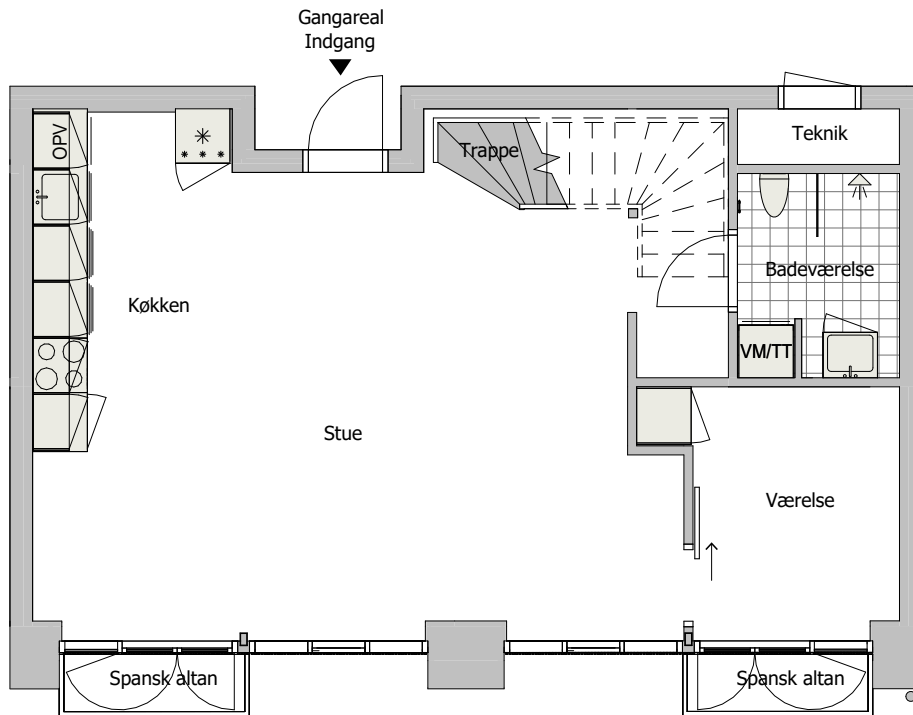 Gangareal
Indgang
OPV
Trappe
Teknik
Køkken
Badeværelse
VM/TT
Stue
Værelse
Spansk altan
Spansk altan